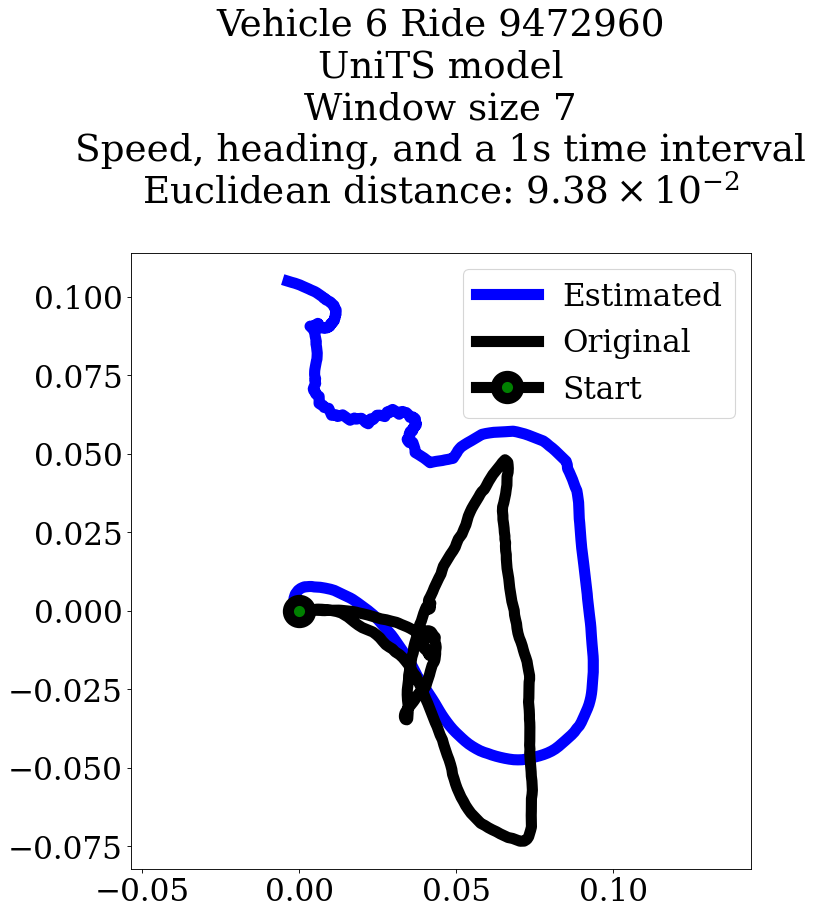 Vehicle 6 Ride 9472960
UniTS model
Window size 7
Speed, heading, and a 1s time interval
Euclidean distance: 9.38 × 10⁻²
Estimated
Original
Start
0.100
0.075
0.050
0.025
0.000
−0.025
−0.050
−0.075
−0.05 0.00 0.05 0.10